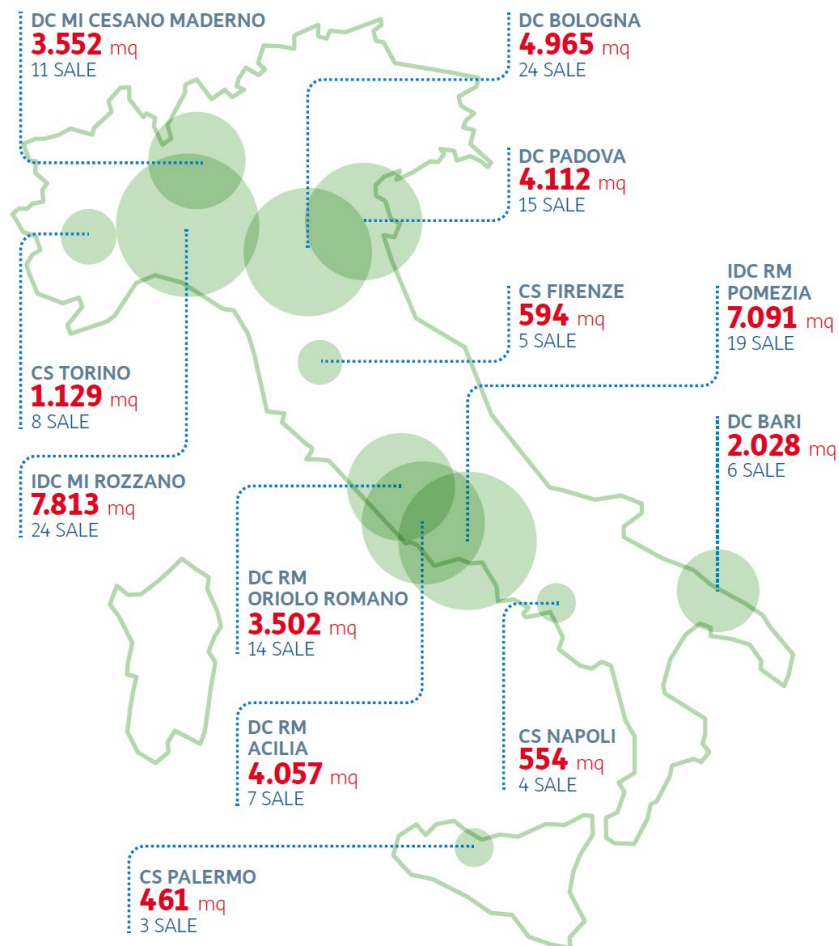 DC MI CESANO MADERNO
3.552 mq
11 SALE
DC BOLOGNA
4.965 mq
24 SALE
DC PADOVA
4.112 mq
15 SALE
CS FIRENZE
594 mq
5 SALE
IDC RM
POMEZIA
7.091 mq
19 SALE
CS TORINO
1.129 mq
8 SALE
IDC MI ROZZANO
7.813 mq
24 SALE
DC BARI
2.028 mq
6 SALE
DC RM
ORIOLO ROMANO
3.502 mq
14 SALE
DC RM
ACILIA
4.057 mq
7 SALE
CS NAPOLI
554 mq
4 SALE
CS PALERMO
461 mq
3 SALE